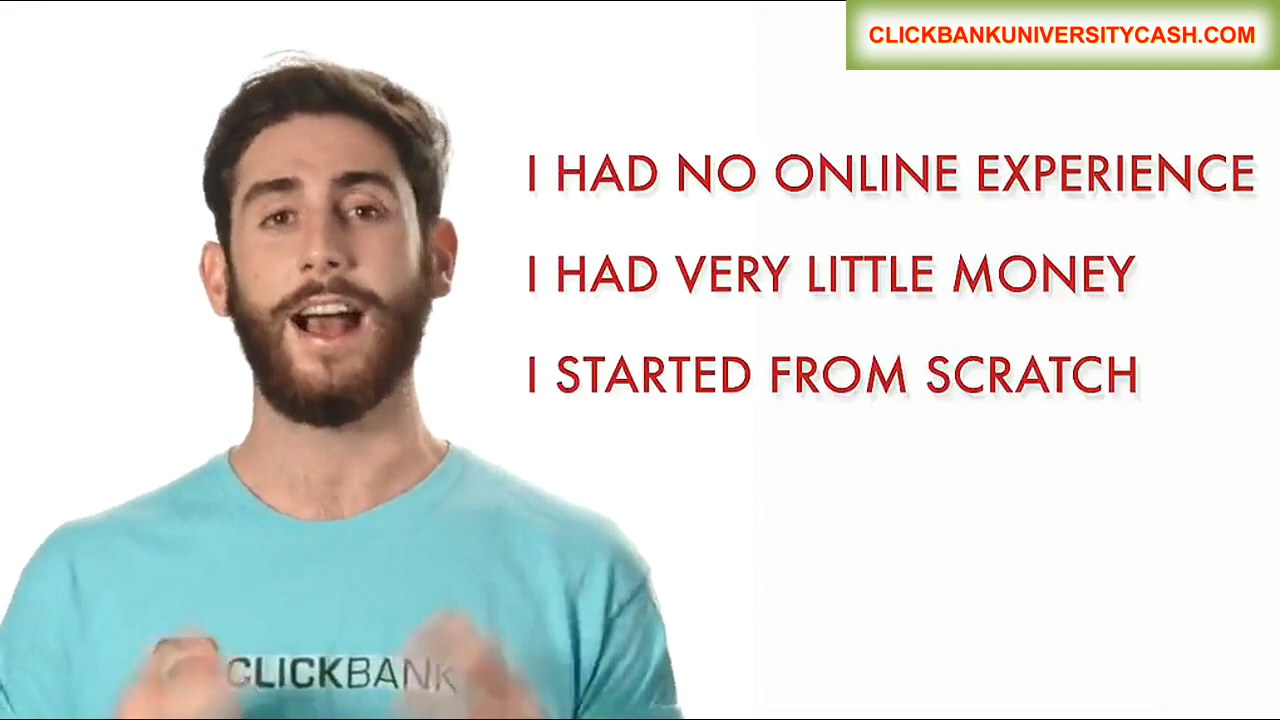 CLICKBANKUNIVERSITYCASH.COM
I HAD NO ONLINE EXPERIENCE
I HAD VERY LITTLE MONEY
I STARTED FROM SCRATCH
CLICKBANK